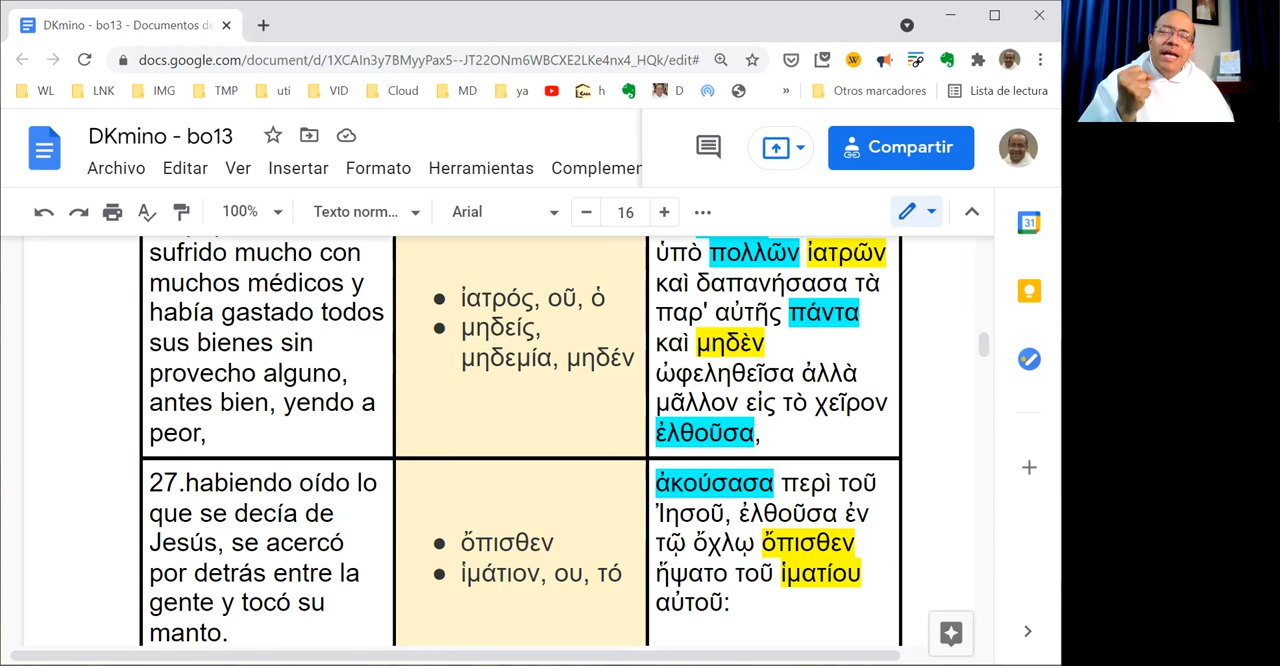 DKmino - bo13 - Documentos de
docs.google.com/document/d/1XCAIn3y7BMyyPax5--JT22ONm6WBCXE2LKe4nx4_HQk/edit#
WL LNK IMG TMP uti VID Cloud MD ya h D » Otros marcadores Lista de lectura
DKmino - bo13
Compartir
Archivo Editar Ver Insertar Formato Herramientas Complemen
100% Texto norm... Arial 16
31
sufrido mucho con
muchos médicos y
había gastado todos
sus bienes sin
provecho alguno,
antes bien, yendo a
peor,
● ἰατρός, οῦ, ὁ
● μηδείς,
μηδεμία, μηδέν
ὑπὸ πολλῶν ἰατρῶν
καὶ δαπανήσασα τὰ
παρ' αὐτῆς πάντα
καὶ μηδὲν
ὠφεληθεῖσα ἀλλὰ
μᾶλλον εἰς τὸ χεῖρον
ἐλθοῦσα,
27.habiendo oído lo
que se decía de
Jesús, se acercó
por detrás entre la
gente y tocó su
manto.
● ὄπισθεν
● ἱμάτιον, ου, τό
ἀκούσασα περὶ τοῦ
Ἰησοῦ, ἐλθοῦσα ἐν
τῷ ὄχλῳ ὄπισθεν
ἥψατο τοῦ ἱματίου
αὐτοῦ: